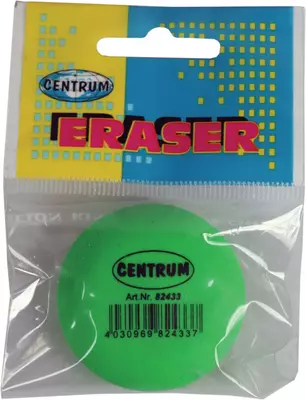 CENTRUM
ERASER
CENTRUM
Art.Nr. 82433
4030969 824337